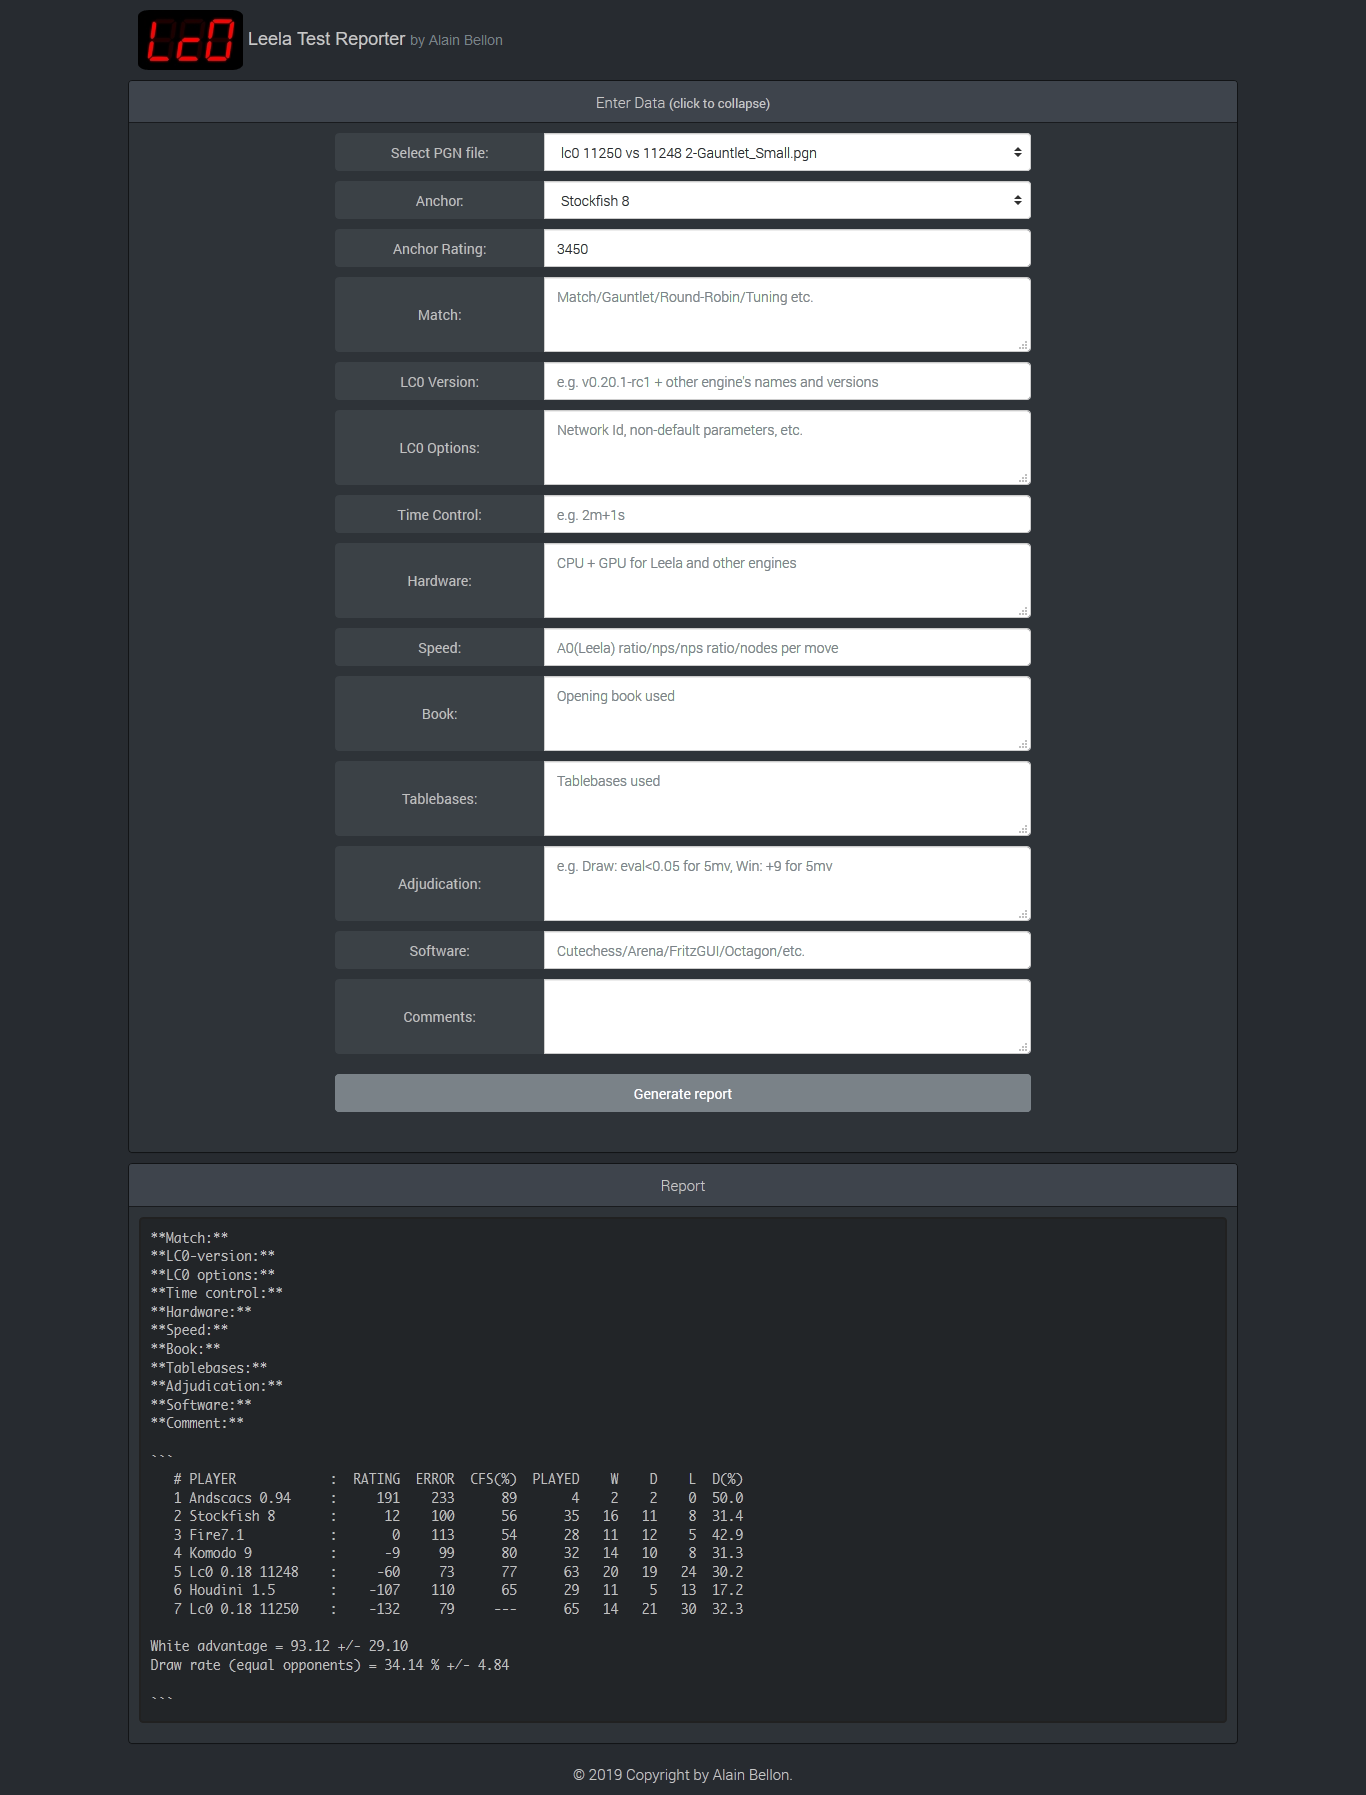 Lc0
Leela Test Reporter by Alain Bellon
Enter Data (click to collapse)
Select PGN file: lc0 11250 vs 11248 2-Gauntlet_Small.pgn
Anchor: Stockfish 8
Anchor Rating: 3450
Match: Match/Gauntlet/Round-Robin/Tuning etc.
LC0 Version: e.g. v0.20.1-rc1 + other engine's names and versions
LC0 Options: Network Id, non-default parameters, etc.
Time Control: e.g. 2m+1s
Hardware: CPU + GPU for Leela and other engines
Speed: A0(Leela) ratio/nps/nps ratio/nodes per move
Book: Opening book used
Tablebases: Tablebases used
Adjudication: e.g. Draw: eval<0.05 for 5mv, Win: +9 for 5mv
Software: Cutechess/Arena/FritzGUI/Octagon/etc.
Comments:
Generate report
Report
**Match:**
**LC0-version:**
**LC0 options:**
**Time control:**
**Hardware:**
**Speed:**
**Book:**
**Tablebases:**
**Adjudication:**
**Software:**
**Comment:**
```
# PLAYER : RATING ERROR CFS(%) PLAYED W D L D(%)
1 Andscacs 0.94 : 191 233 89 4 2 2 0 50.0
2 Stockfish 8 : 12 100 56 35 16 11 8 31.4
3 Fire7.1 : 0 113 54 28 11 12 5 42.9
4 Komodo 9 : -9 99 80 32 14 10 8 31.3
5 Lc0 0.18 11248 : -60 73 77 63 20 19 24 30.2
6 Houdini 1.5 : -107 110 65 29 11 5 13 17.2
7 Lc0 0.18 11250 : -132 79 --- 65 14 21 30 32.3
White advantage = 93.12 +/- 29.10
Draw rate (equal opponents) = 34.14 % +/- 4.84
```
© 2019 Copyright by Alain Bellon.